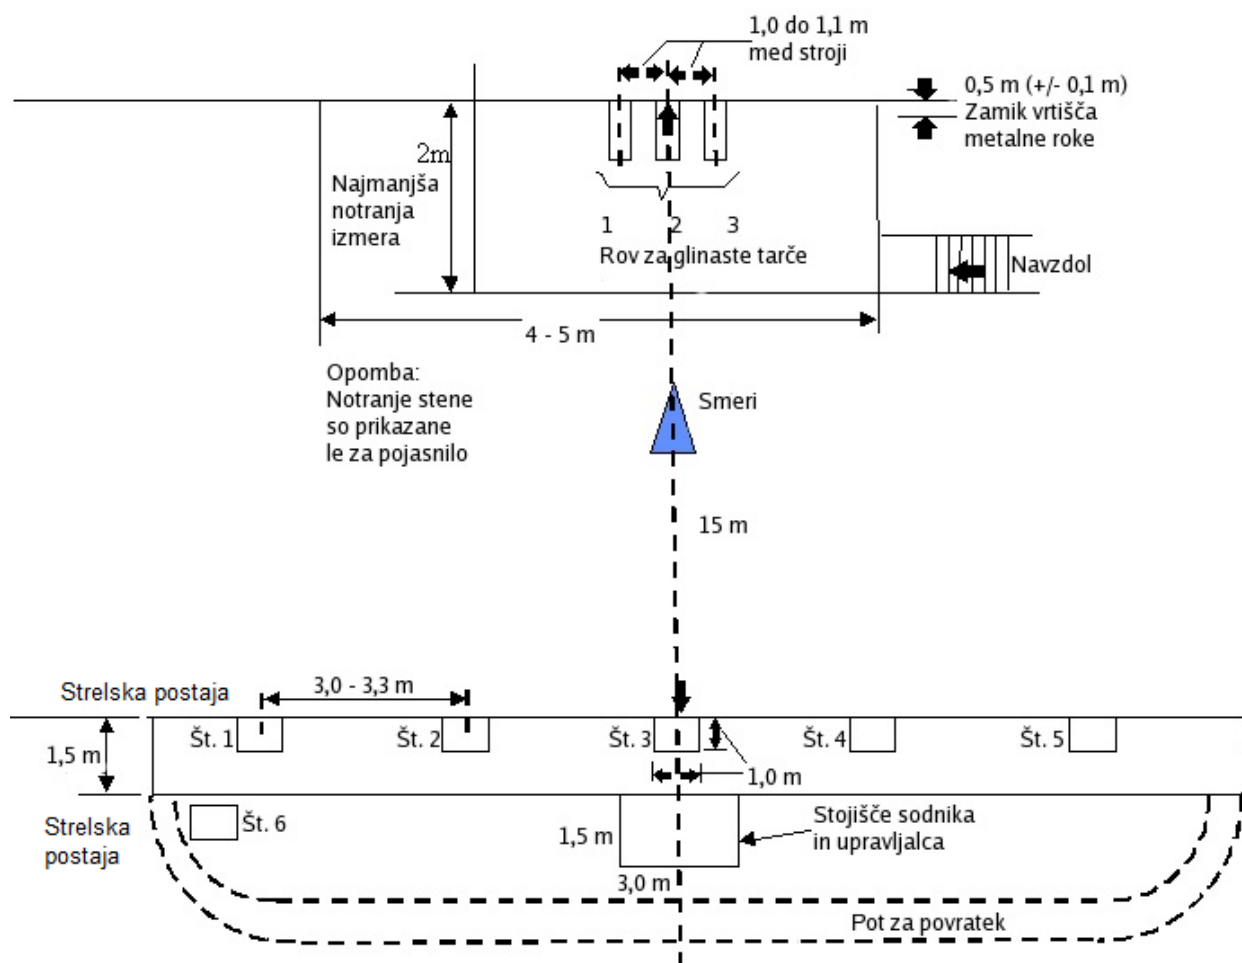 1,0 do 1,1 m
med stroji
0,5 m (+/- 0,1 m)
Zamik vrtišča
metalne roke
2m
Najmanjša
notranja
izmera
1 2 3
Rov za glinaste tarče
Navzdol
4 - 5 m
Opomba:
Notranje stene
so prikazane
le za pojasnilo
Smeri
15 m
Strelska postaja
3,0 - 3,3 m
1,5 m
Št. 1
Št. 2
Št. 3
Št. 4
Št. 5
1,0 m
Strelska
postaja
Št. 6
1,5 m
3,0 m
Stojišče sodnika
in upravljalca
Pot za povratek